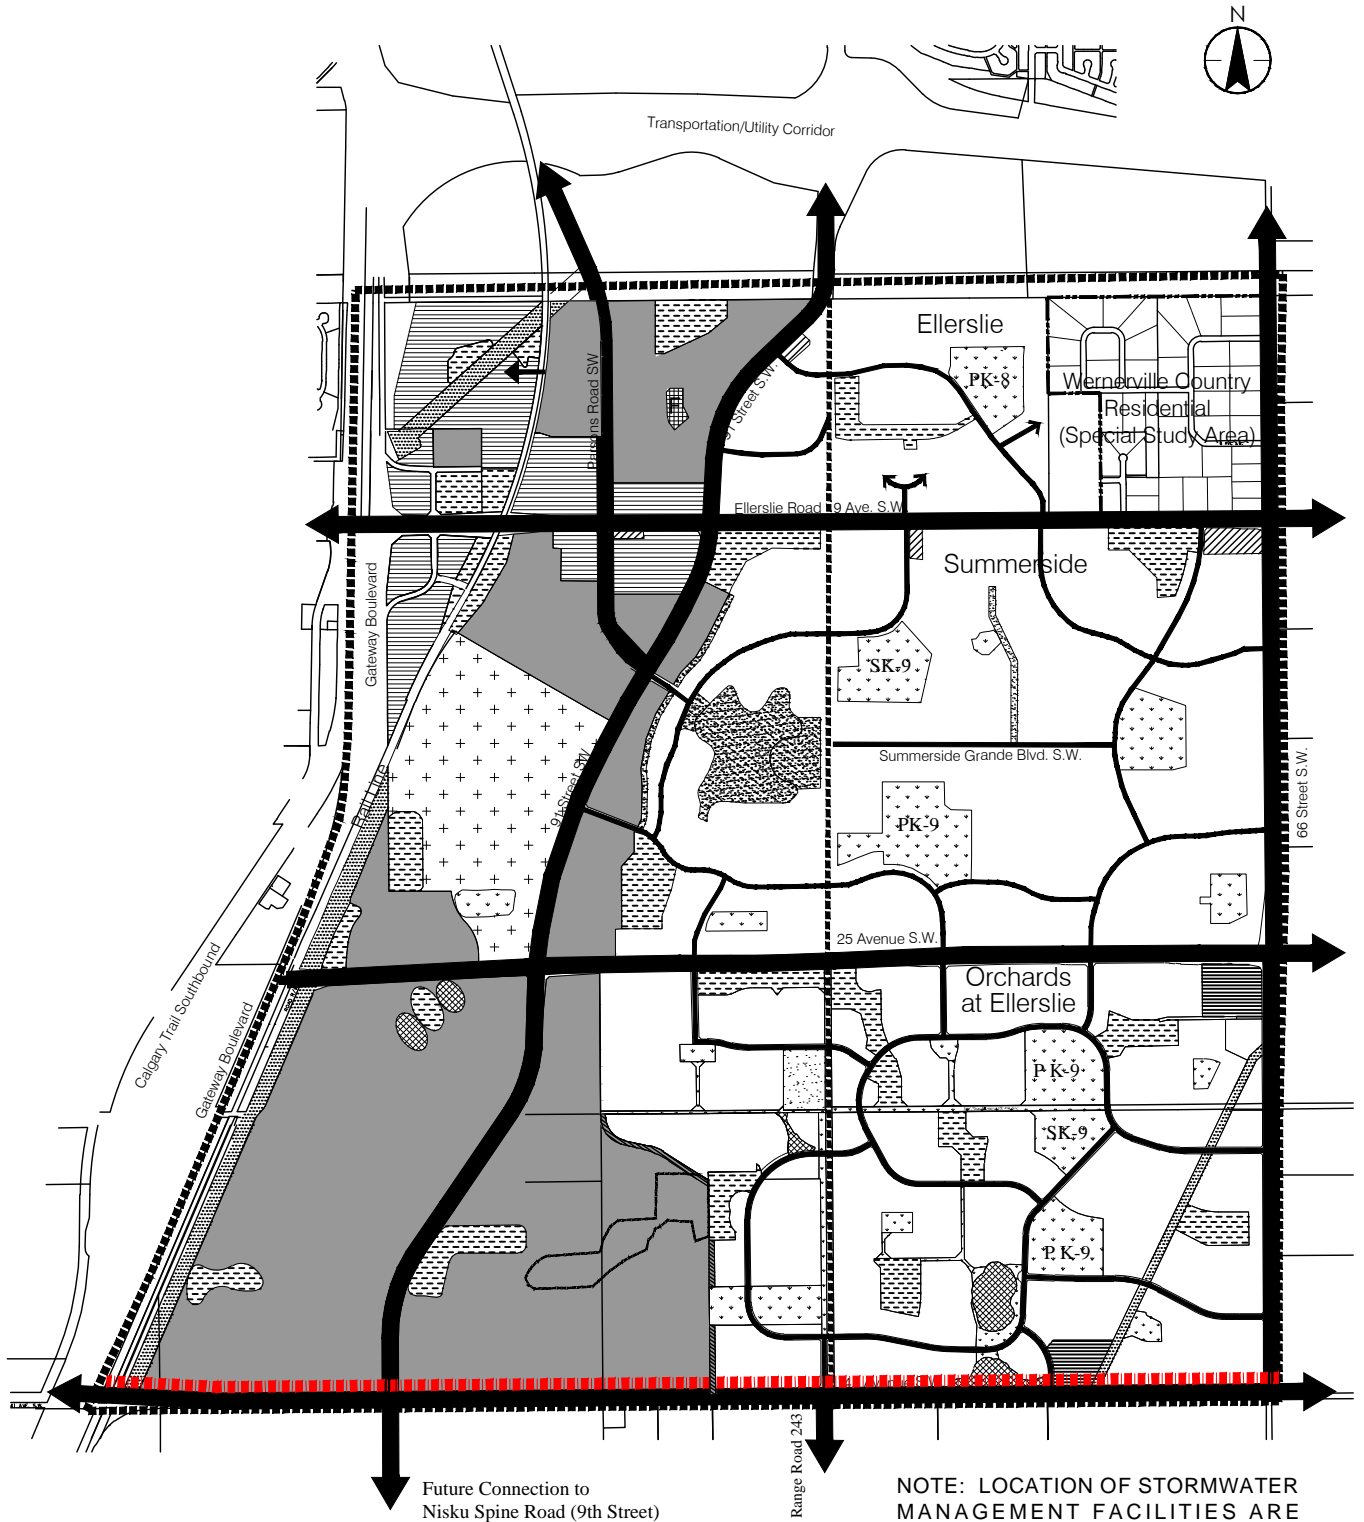 N
Transportation/Utility Corridor
Ellerslie
PK-8
Wernerville Country
Residential
(Special Study Area)
Parsons Road SW
91 Street S.W.
Ellerslie Road 9 Ave. S.W.
Summerside
Gateway Boulevard
SK-9
Summerside Grande Blvd. S.W.
Rail Line
91 Street SW
66 Street S.W.
PK-9
25 Avenue S.W.
Orchards
at Ellerslie
Calgary Trail Southbound
Gateway Boulevard
P K-9
SK-9
P K-9
Avenue S.W.
Range Road 243
Future Connection to
Nisku Spine Road (9th Street)
NOTE: LOCATION OF STORMWATER
MANAGEMENT FACILITIES ARE